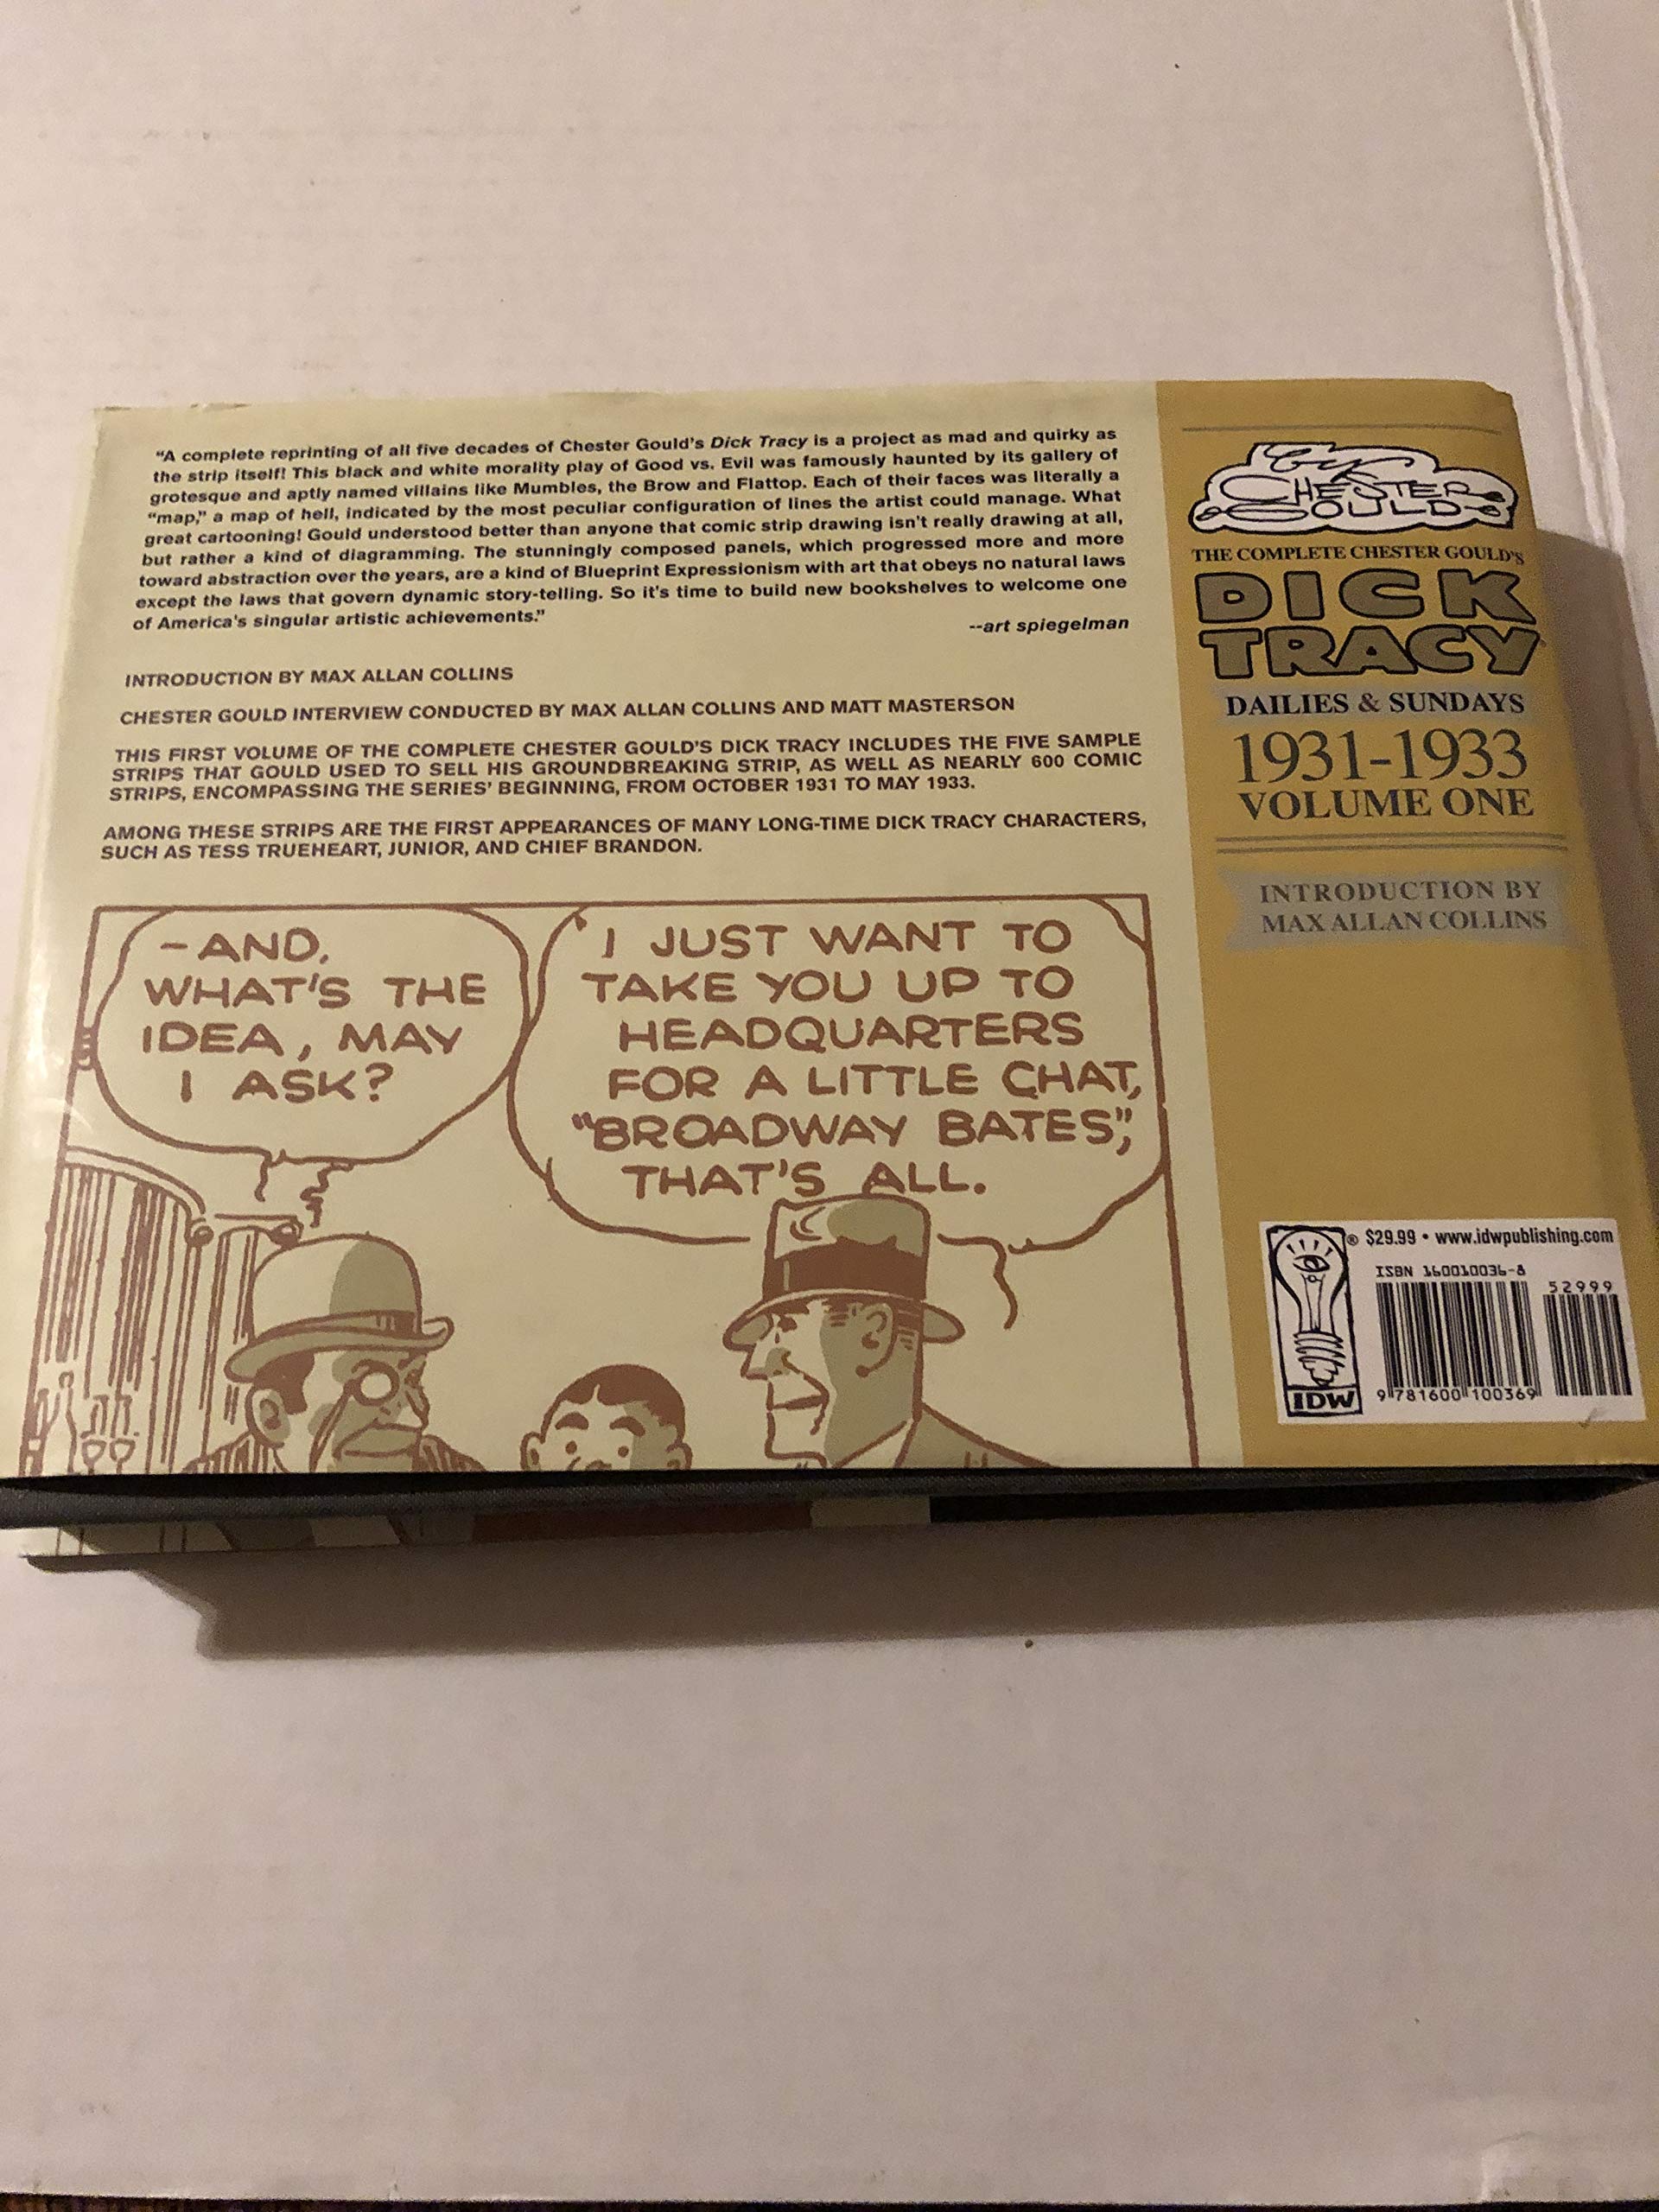 “A complete reprinting of all five decades of Chester Gould's Dick Tracy is a project as mad and quirky as
the strip itself! This black and white morality play of Good vs. Evil was famously haunted by its gallery of
grotesque and aptly named villains like Mumbles, the Brow and Flattop. Each of their faces was literally a
“map,” a map of hell, indicated by the most peculiar configuration of lines the artist could manage. What
great cartooning! Gould understood better than anyone that comic strip drawing isn't really drawing at all,
but rather a kind of diagramming. The stunningly composed panels, which progressed more and more
toward abstraction over the years, are a kind of Blueprint Expressionism with art that obeys no natural laws
except the laws that govern dynamic story-telling. So it's time to build new bookshelves to welcome one
of America's singular artistic achievements.”
--art spiegelman
INTRODUCTION BY MAX ALLAN COLLINS
CHESTER GOULD INTERVIEW CONDUCTED BY MAX ALLAN COLLINS AND MATT MASTERSON
THIS FIRST VOLUME OF THE COMPLETE CHESTER GOULD'S DICK TRACY INCLUDES THE FIVE SAMPLE
STRIPS THAT GOULD USED TO SELL HIS GROUNDBREAKING STRIP, AS WELL AS NEARLY 600 COMIC
STRIPS, ENCOMPASSING THE SERIES' BEGINNING, FROM OCTOBER 1931 TO MAY 1933.
AMONG THESE STRIPS ARE THE FIRST APPEARANCES OF MANY LONG-TIME DICK TRACY CHARACTERS,
SUCH AS TESS TRUEHEART, JUNIOR, AND CHIEF BRANDON.
–AND,
WHAT'S THE
IDEA, MAY
I ASK?
I JUST WANT TO
TAKE YOU UP TO
HEADQUARTERS
FOR A LITTLE CHAT,
"BROADWAY BATES",
THAT'S ALL.
by
CHESTER
GOULD
THE COMPLETE CHESTER GOULD'S
DICK
TRACY
DAILIES & SUNDAYS
1931-1933
VOLUME ONE
INTRODUCTION BY
MAX ALLAN COLLINS
® $29.99 • www.idwpublishing.com
ISBN 160010036-8
52999
9 781600 100369
IDW